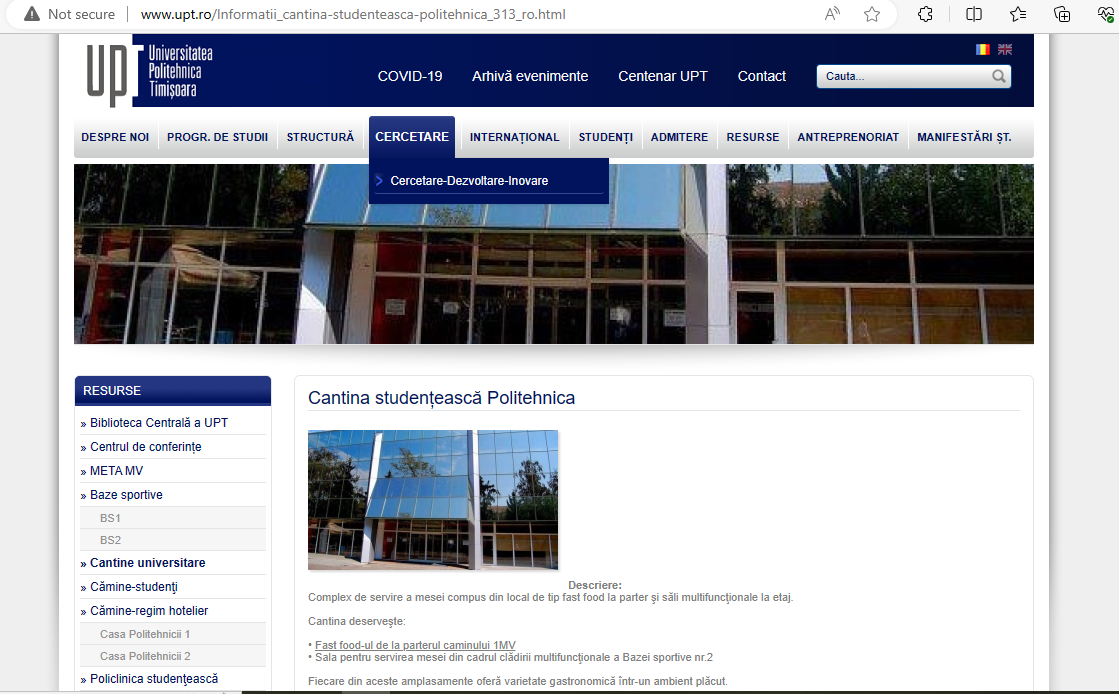 Not secure
www.upt.ro/Informatii_cantina-studenteasca-politehnica_313_ro.html
upt
Universitatea
Politehnica
Timișoara
COVID-19 Arhivă evenimente Centenar UPT Contact
Cauta...
DESPRE NOI PROGR. DE STUDII STRUCTURĂ CERCETARE INTERNAȚIONAL STUDENȚI ADMITERE RESURSE ANTREPRENORIAT MANIFESTĂRI ȘT.
Cercetare-Dezvoltare-Inovare
RESURSE
» Biblioteca Centrală a UPT
» Centrul de conferințe
» META MV
» Baze sportive
BS1
BS2
» Cantine universitare
» Cămine-studenţi
» Cămine-regim hotelier
Casa Politehnicii 1
Casa Politehnicii 2
» Policlinica studenţească
Cantina studențească Politehnica
Descriere:
Complex de servire a mesei compus din local de tip fast food la parter şi săli multifuncţionale la etaj.
Cantina deserveşte:
• Fast food-ul de la parterul caminului 1MV
• Sala pentru servirea mesei din cadrul clădirii multifuncţionale a Bazei sportive nr.2
Fiecare din aceste amplasamente oferă varietate gastronomică într-un ambient plăcut.